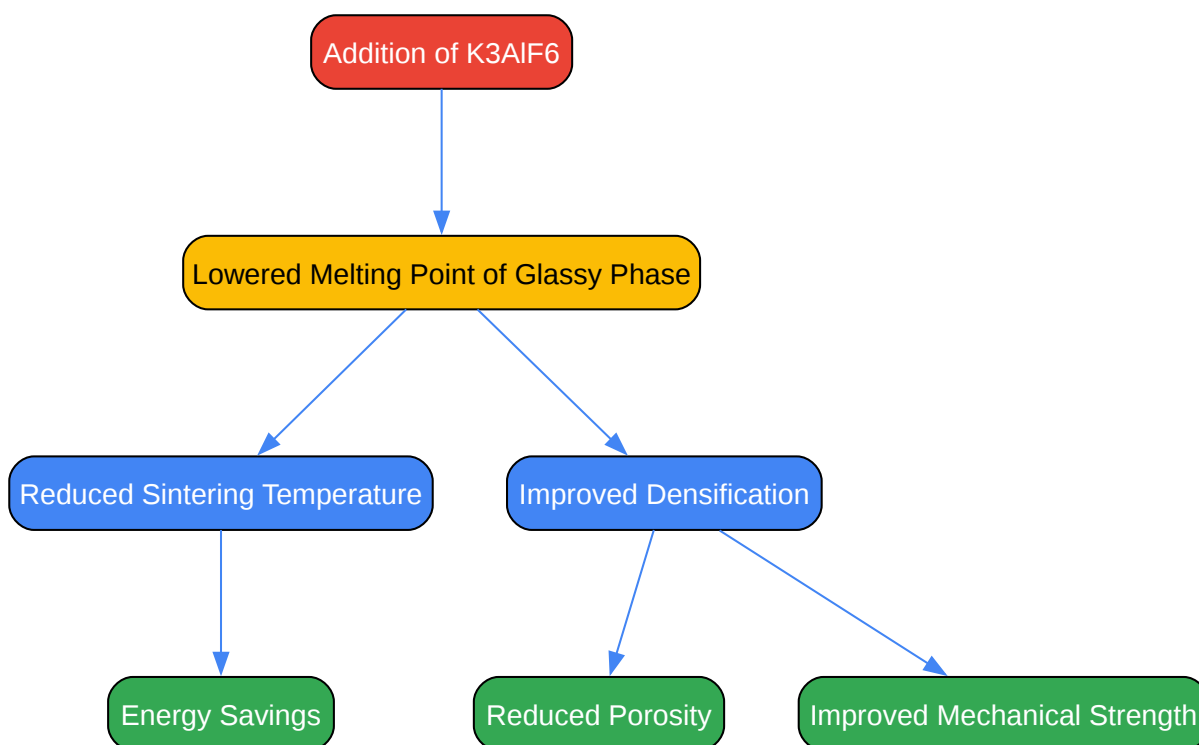 Addition of K3AlF6
Lowered Melting Point of Glassy Phase
Reduced Sintering Temperature
Improved Densification
Energy Savings
Reduced Porosity
Improved Mechanical Strength